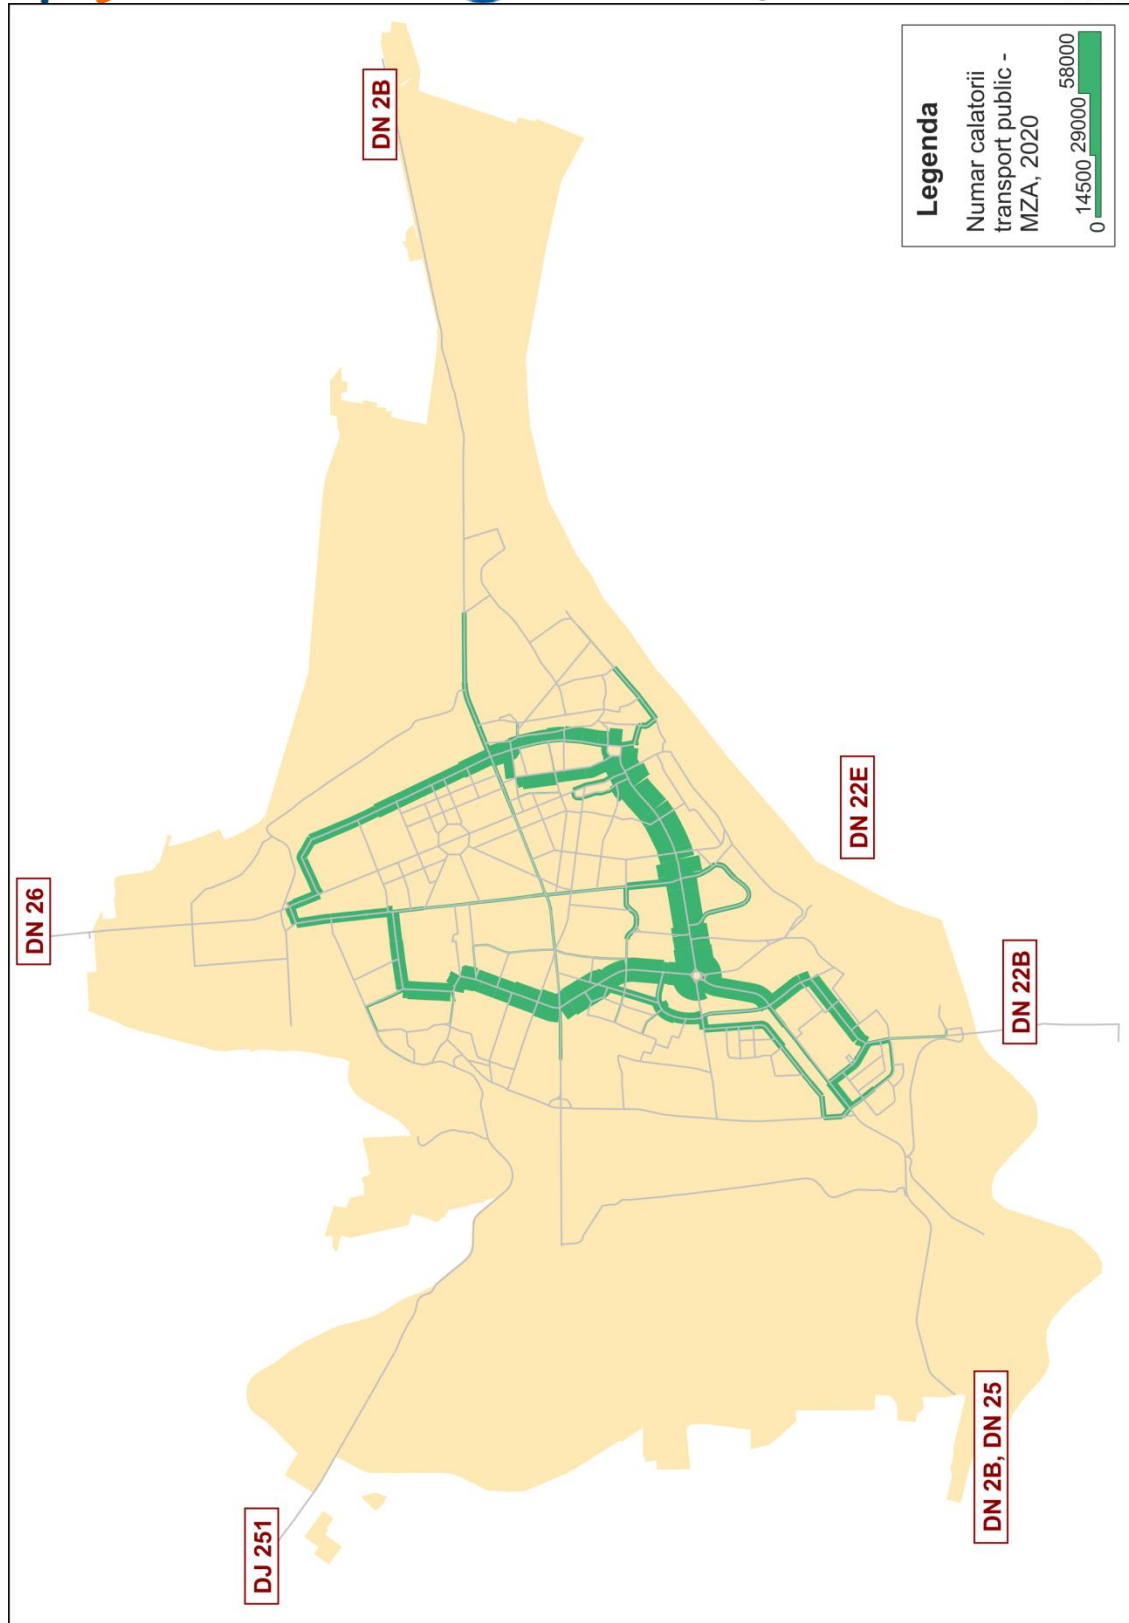 DN 2B
DN 26
DN 22E
DN 22B
DN 2B, DN 25
DJ 251
Legenda
Numar calatorii
transport public -
MZA, 2020
0 14500 29000 58000